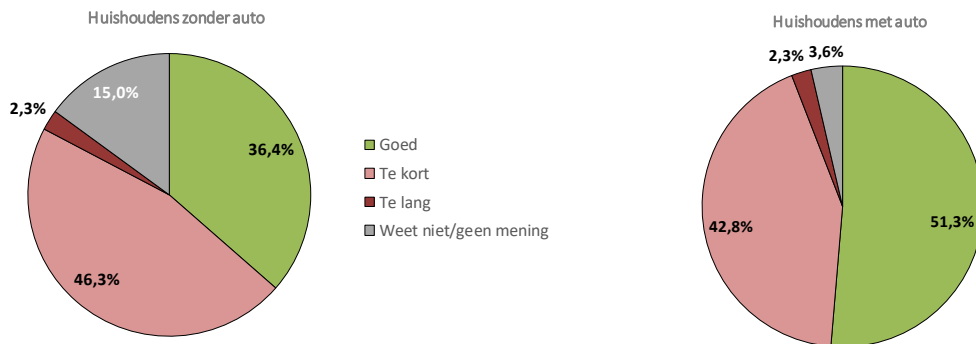 Huishoudens zonder auto
15,0%
2,3%
36,4%
46,3%
Goed
Te kort
Te lang
Weet niet/geen mening
Huishoudens met auto
2,3%
3,6%
42,8%
51,3%